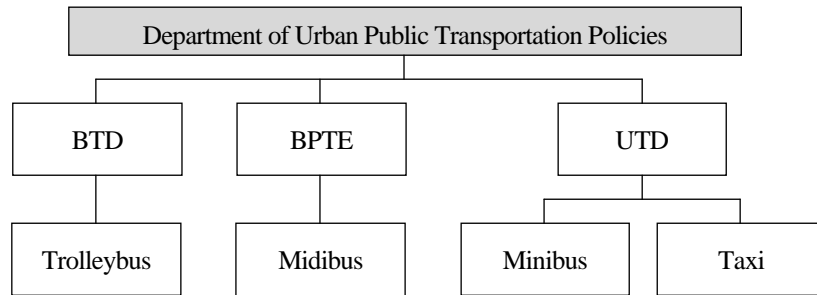 Department of Urban Public Transportation Policies
BTD
BPTE
UTD
Trolleybus
Midibus
Minibus
Taxi